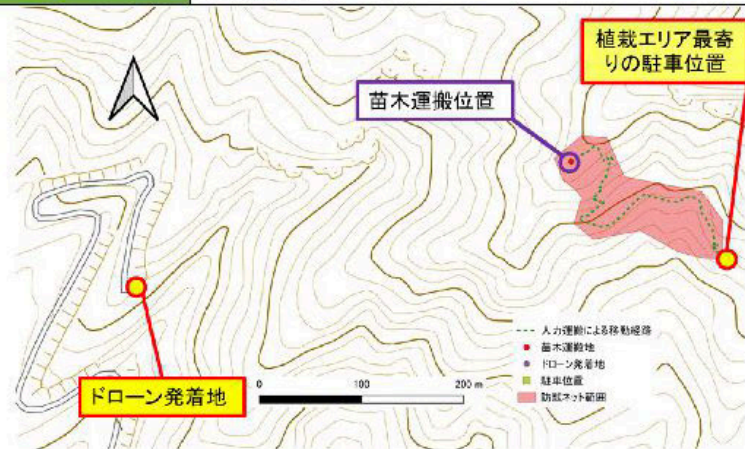 植栽エリア最寄
りの駐車位置
苗木運搬位置
人力運搬による移動経路
苗木運搬地
ドローン発着地
駐車位置
防獣ネット範囲
ドローン発着地
0 100 200 m